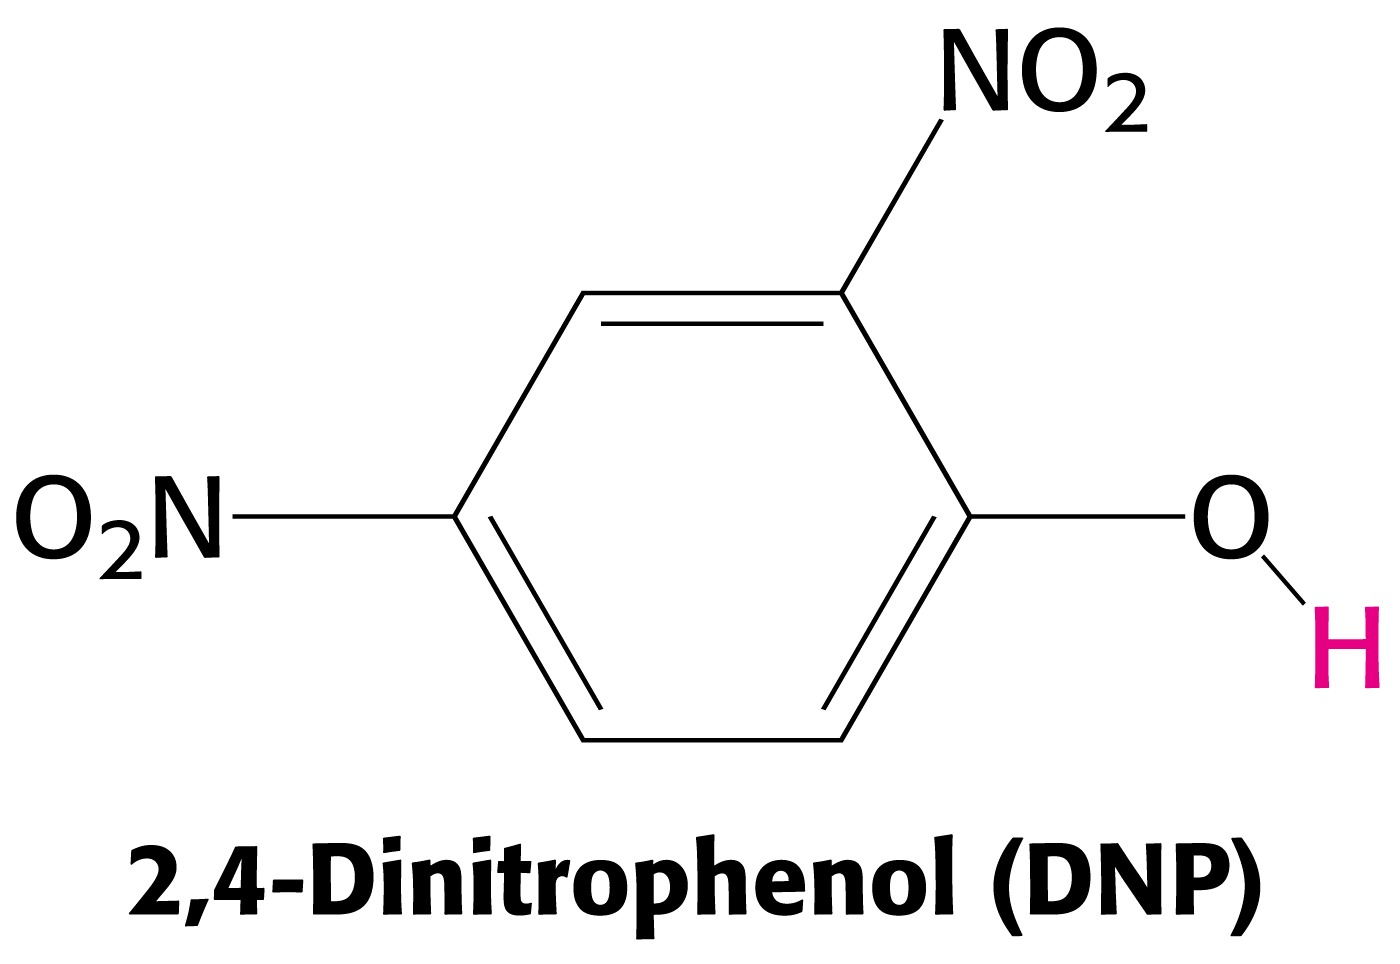 NO₂
O₂N
O
H
2,4-Dinitrophenol (DNP)